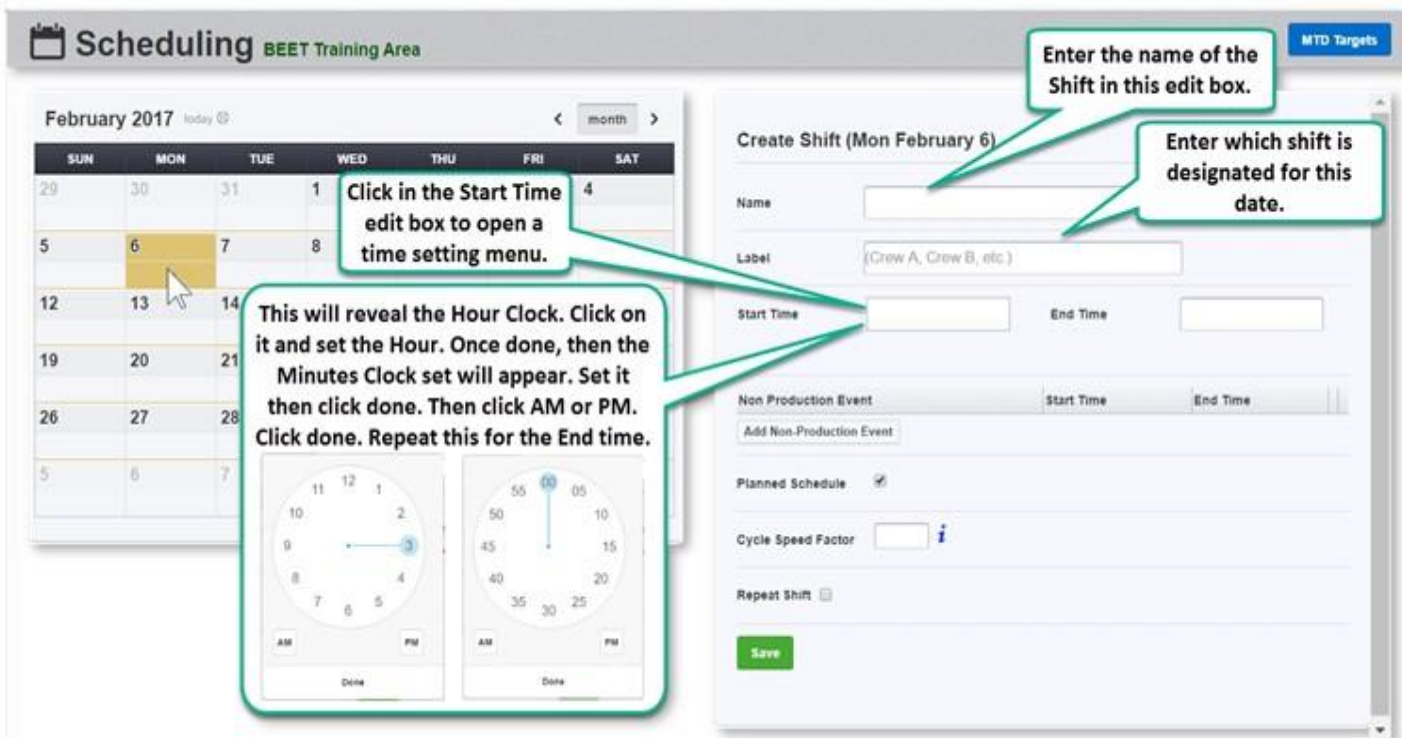 Scheduling BEET Training Area
MTD Targets
Enter the name of the
Shift in this edit box.
February 2017 today
month
SUN MON TUE WED THU FRI SAT
29 30 31 1 4
5 6 7 8
12 13 14
19 20 21
26 27 28
5 6 7
Click in the Start Time
edit box to open a
time setting menu.
This will reveal the Hour Clock. Click on
it and set the Hour. Once done, then the
Minutes Clock set will appear. Set it
then click done. Then click AM or PM.
Click done. Repeat this for the End time.
12 1 2 3 4 5 6 7 8 9 10 11
AM PM
Done
00 05 10 15 20 25 30 35 40 45 50 55
AM PM
Done
Create Shift (Mon February 6)
Enter which shift is
designated for this
date.
Name
Label (Crew A, Crew B, etc.)
Start Time End Time
Non Production Event Start Time End Time
Add Non-Production Event
Planned Schedule
Cycle Speed Factor i
Repeat Shift
Save